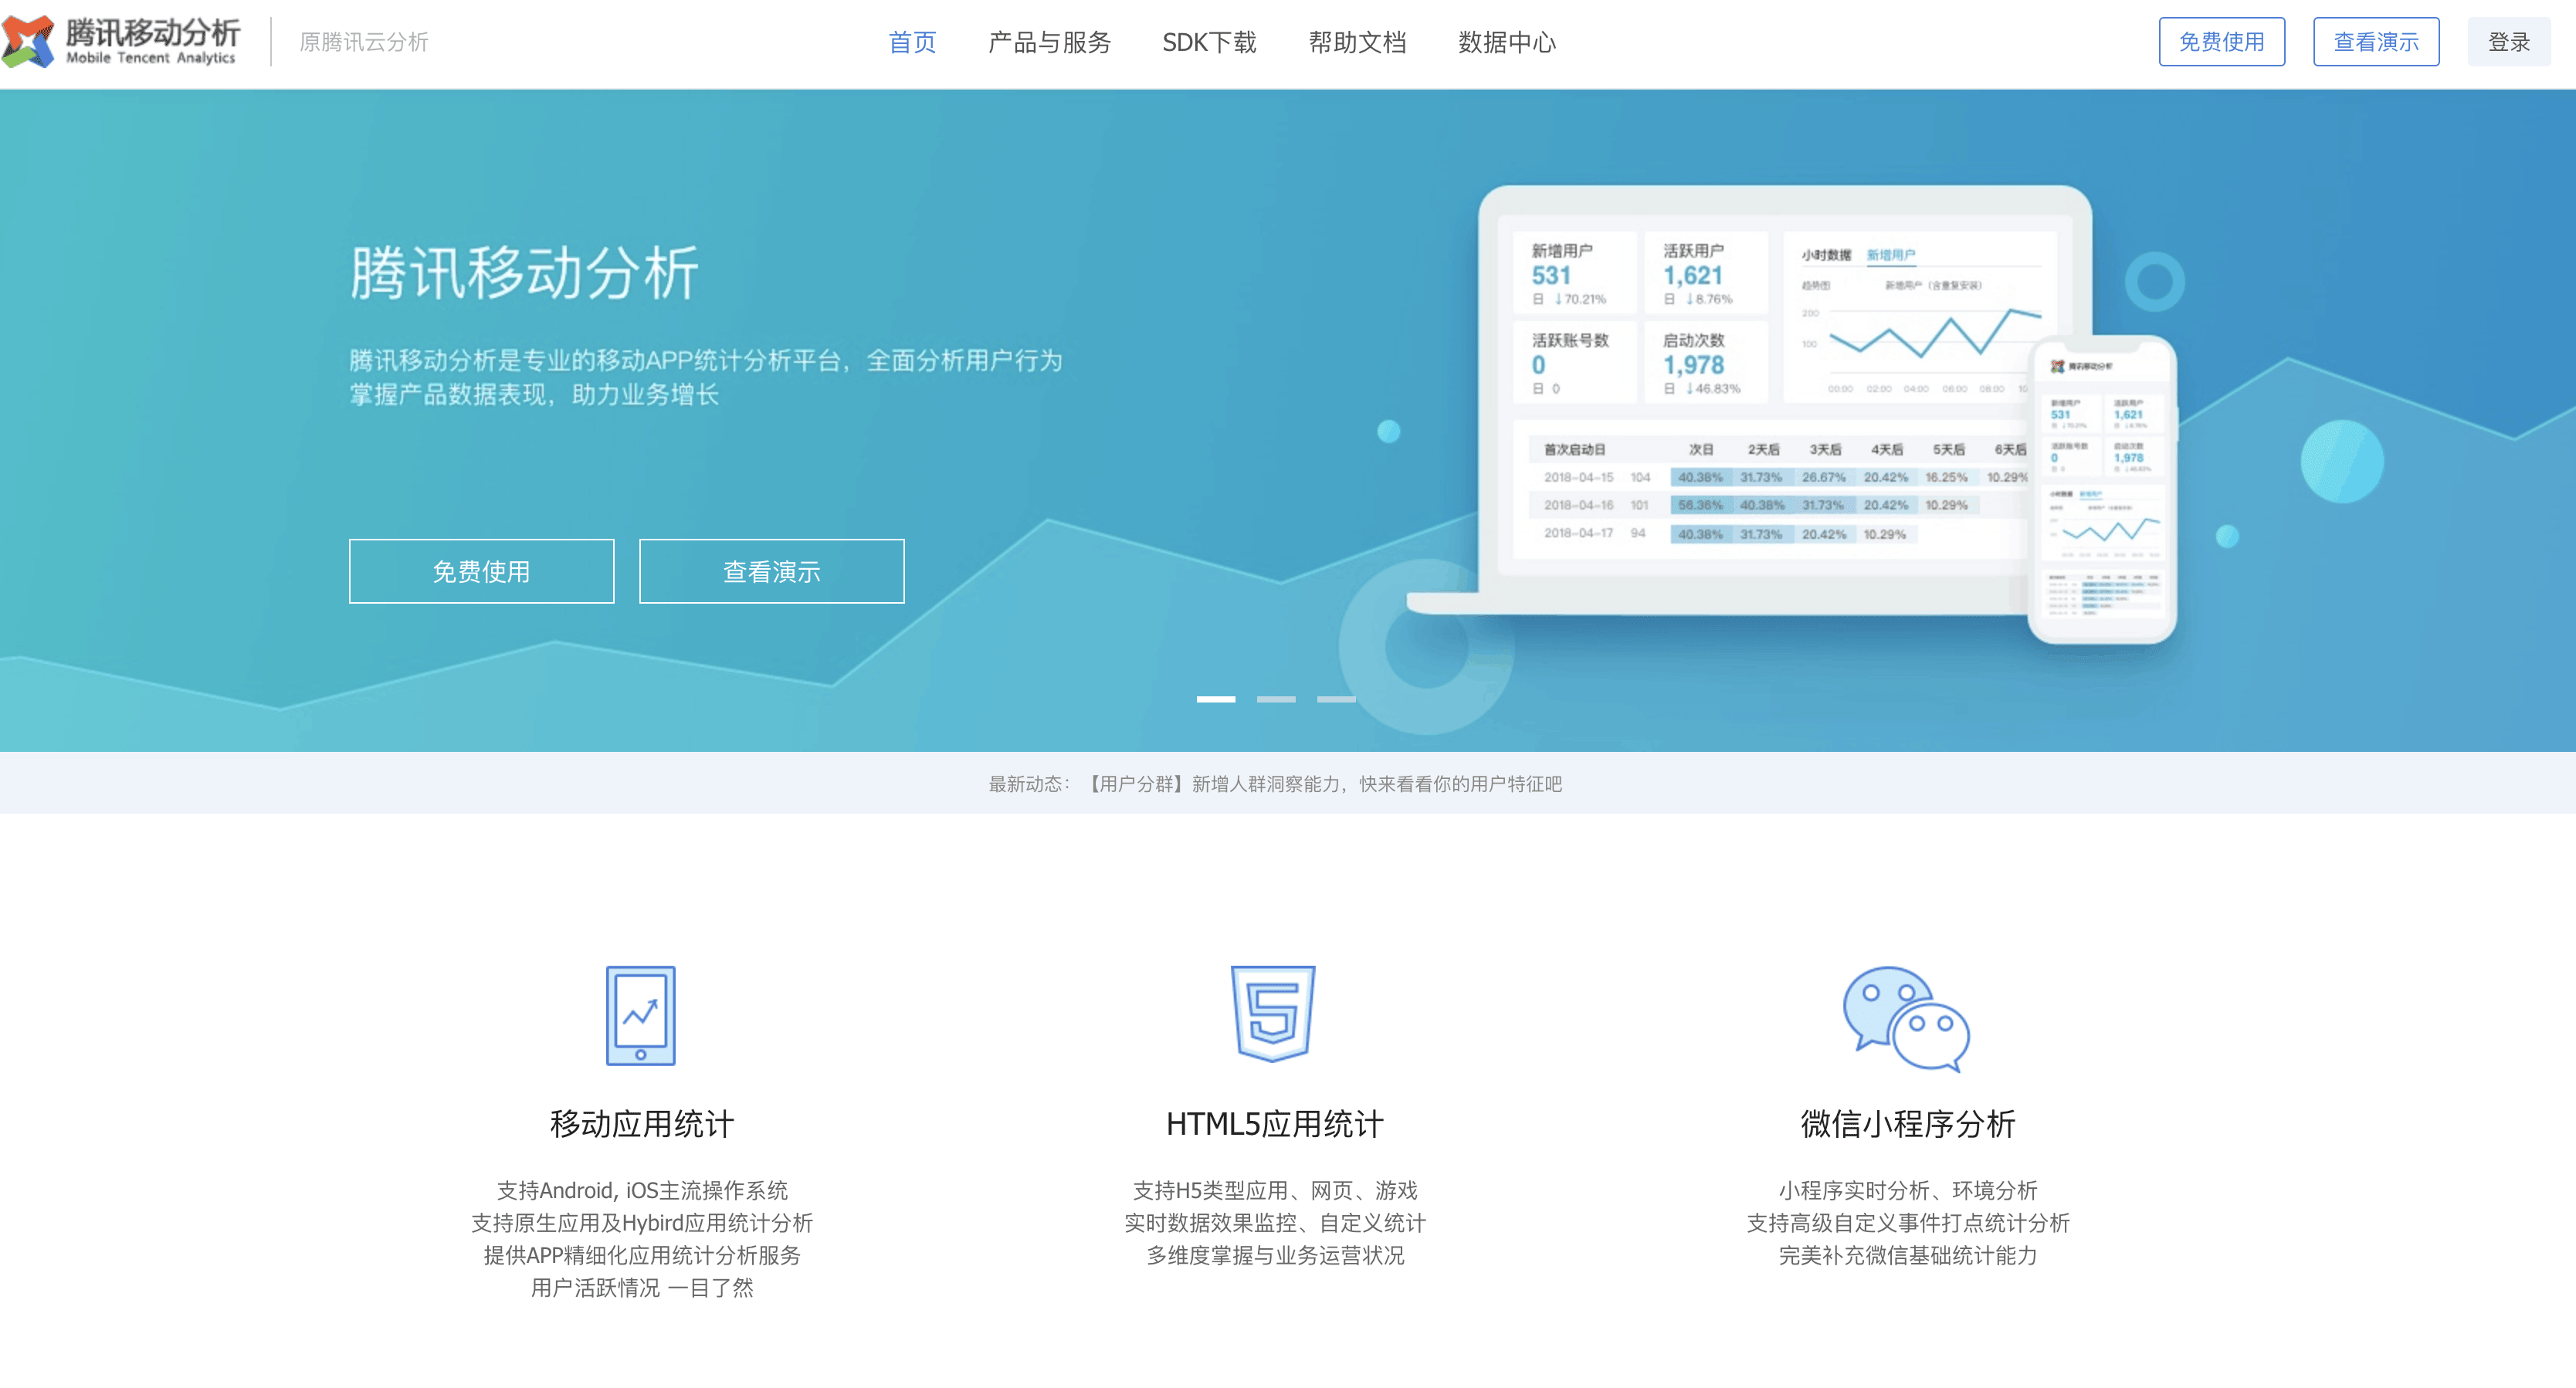 腾讯移动分析
Mobile Tencent Analytics
原腾讯云分析
首页
产品与服务
SDK下载
帮助文档
数据中心
免费使用
查看演示
登录
腾讯移动分析
腾讯移动分析是专业的移动APP统计分析平台，全面分析用户行为
掌握产品数据表现，助力业务增长
免费使用
查看演示
新增用户
531
日 ↓70.21%
活跃用户
1,621
日 ↓8.76%
活跃账号数
0
日 0
启动次数
1,978
日 ↓46.83%
小时数据 新增用户
趋势图 新增用户（含重复安装）
200
100
00:00 02:00 04:00 06:00 08:00 10
首次启动日 次日 2天后 3天后 4天后 5天后 6天后
2018-04-15 104 40.38% 31.73% 26.67% 20.42% 16.25% 10.29%
2018-04-16 101 56.36% 40.38% 31.73% 20.42% 10.29%
2018-04-17 94 40.38% 31.73% 20.42% 10.29%
腾讯移动分析
新增用户 活跃用户
531 1,621
日 ↓70.21% 日 ↓8.76%
活跃账号数 启动次数
0 1,978
日 0 日 ↓46.83%
小时数据 新增用户
最新动态：【用户分群】新增人群洞察能力，快来看看你的用户特征吧
移动应用统计
支持Android, iOS主流操作系统
支持原生应用及Hybird应用统计分析
提供APP精细化应用统计分析服务
用户活跃情况 一目了然
HTML5应用统计
支持H5类型应用、网页、游戏
实时数据效果监控、自定义统计
多维度掌握与业务运营状况
微信小程序分析
小程序实时分析、环境分析
支持高级自定义事件打点统计分析
完美补充微信基础统计能力